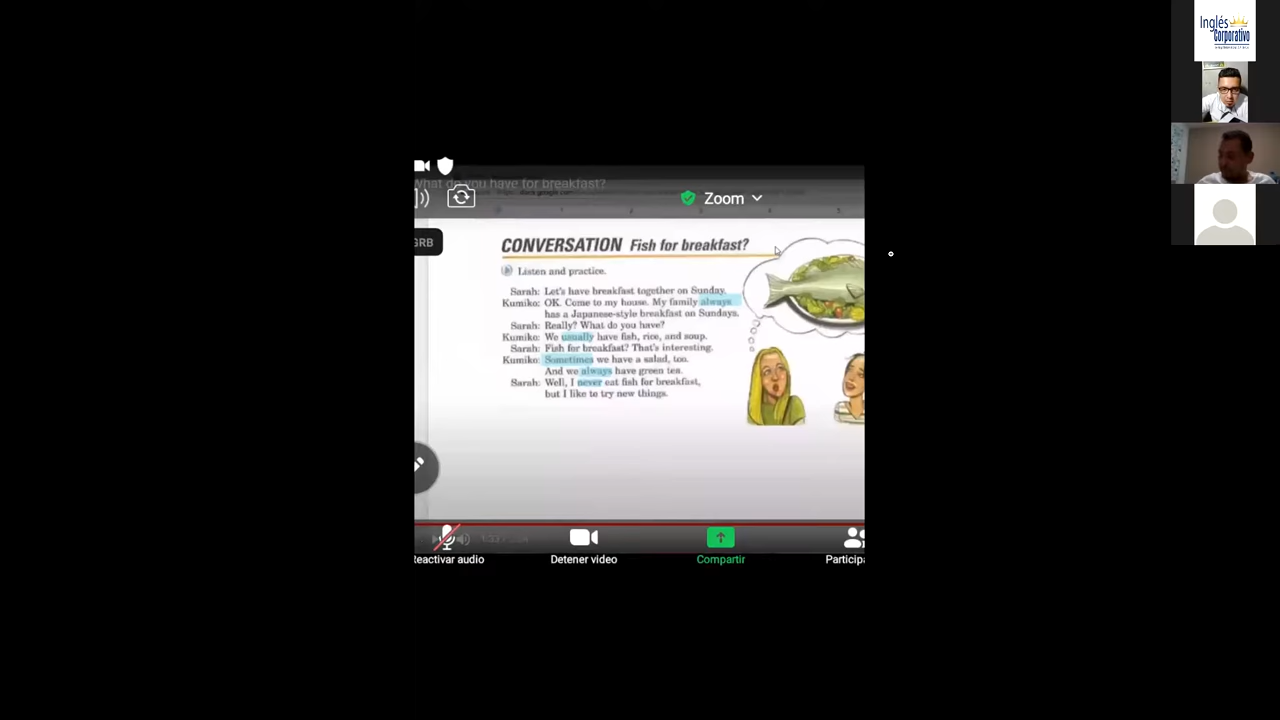 Inglés
Corporativo
What do you have for breakfast?
Zoom
GRB
CONVERSATION Fish for breakfast?
Listen and practice.
Sarah: Let's have breakfast together on Sunday.
Kumiko: OK. Come to my house. My family always
has a Japanese-style breakfast on Sundays.
Sarah: Really? What do you have?
Kumiko: We usually have fish, rice, and soup.
Sarah: Fish for breakfast? That's interesting.
Kumiko: Sometimes we have a salad, too.
And we always have green tea.
Sarah: Well, I never eat fish for breakfast,
but I like to try new things.
Reactivar audio
Detener video
Compartir
Participa